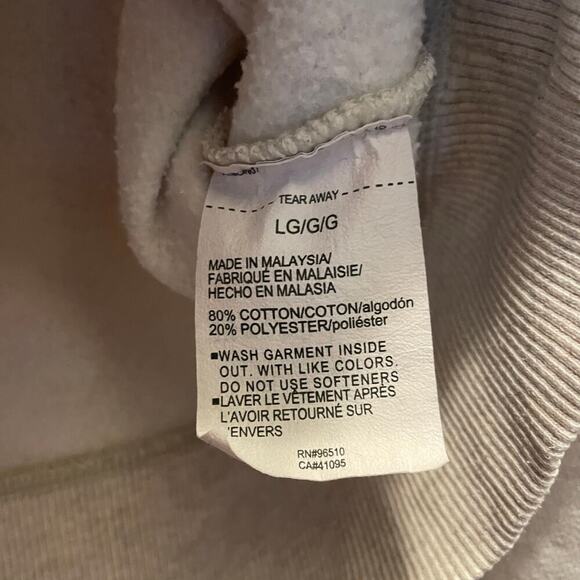 TEAR AWAY
LG/G/G
MADE IN MALAYSIA/
FABRIQUÉ EN MALAISIE/
HECHO EN MALASIA
80% COTTON/COTON/algodón
20% POLYESTER/poliéster
▪WASH GARMENT INSIDE
OUT. WITH LIKE COLORS.
DO NOT USE SOFTENERS
▪LAVER LE VÊTEMENT APRÈS
L'AVOIR RETOURNÉ SUR
'ENVERS
RN#96510
CA#41095